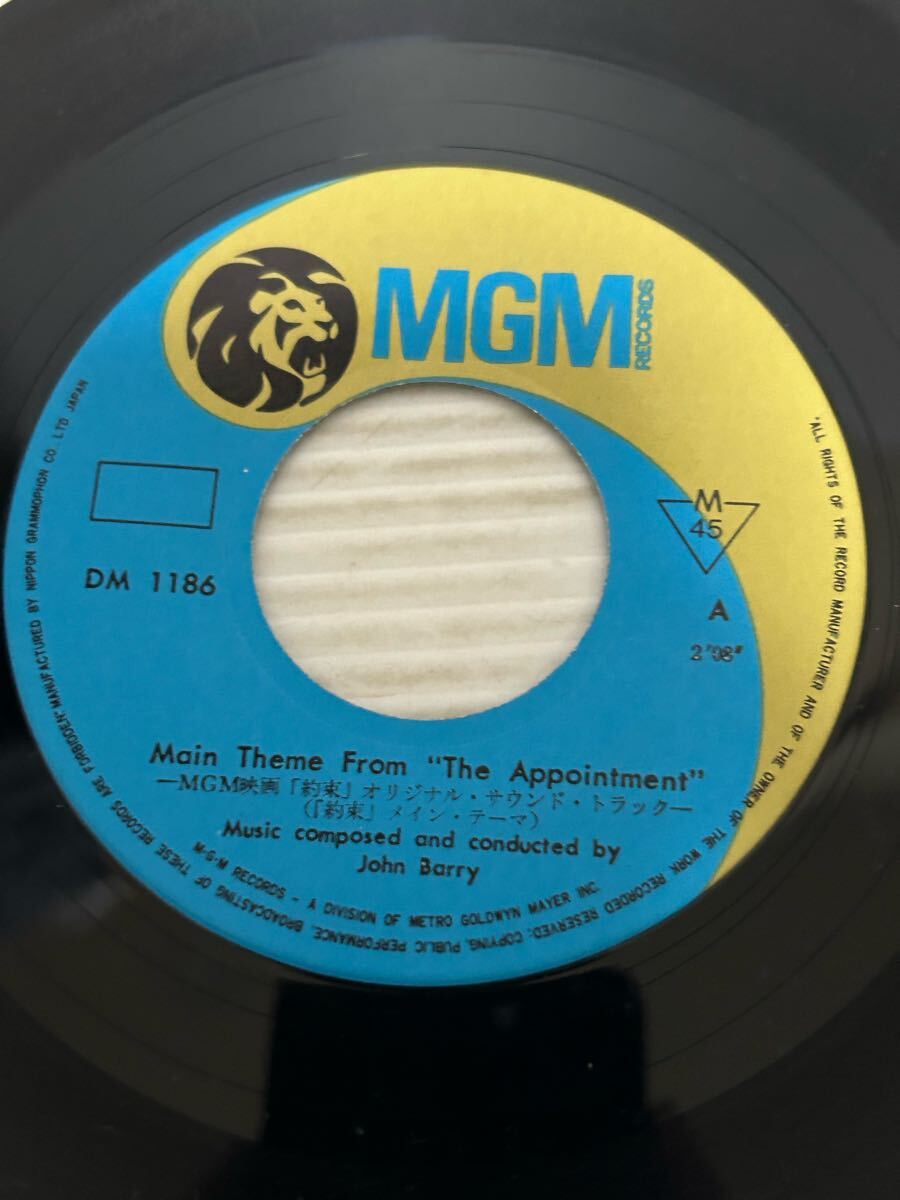 MGM
RECORDS
DM 1186
M
45
A
2'08"
Main Theme From "The Appointment"
—MGM映画「約束」オリジナル・サウンド・トラック—
(「約束」メイン・テーマ)
Music composed and conducted by
John Barry
M-G-M RECORDS - A DIVISION OF METRO GOLDWYN MAYER INC.
"ALL RIGHTS OF THE RECORD MANUFACTURER AND OF THE OWNER OF THE WORK RECORDED RESERVED; COPYING, PUBLIC PERFORMANCE, BROADCASTING OF THESE RECORDS ARE FORBIDDEN" MANUFACTURED BY NIPPON GRAMMOPHON CO., LTD JAPAN